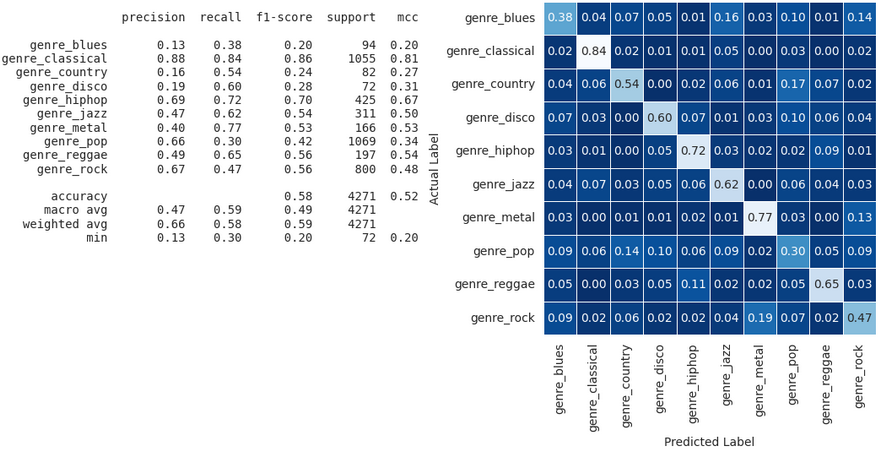 precision recall f1-score support mcc
genre_blues 0.13 0.38 0.20 94 0.20
genre_classical 0.88 0.84 0.86 1055 0.81
genre_country 0.16 0.54 0.24 82 0.27
genre_disco 0.19 0.60 0.28 72 0.31
genre_hiphop 0.69 0.72 0.70 425 0.67
genre_jazz 0.47 0.62 0.54 311 0.50
genre_metal 0.40 0.77 0.53 166 0.53
genre_pop 0.66 0.30 0.42 1069 0.34
genre_reggae 0.49 0.65 0.56 197 0.54
genre_rock 0.67 0.47 0.56 800 0.48
accuracy 0.58 4271 0.52
macro avg 0.47 0.59 0.49 4271
weighted avg 0.66 0.58 0.59 4271
min 0.13 0.30 0.20 72 0.20
Actual Label
genre_blues 0.38 0.04 0.07 0.05 0.01 0.16 0.03 0.10 0.01 0.14
genre_classical 0.02 0.84 0.02 0.01 0.01 0.05 0.00 0.03 0.00 0.02
genre_country 0.04 0.06 0.54 0.00 0.02 0.06 0.01 0.17 0.07 0.02
genre_disco 0.07 0.03 0.00 0.60 0.07 0.01 0.03 0.10 0.06 0.04
genre_hiphop 0.03 0.01 0.00 0.05 0.72 0.03 0.02 0.02 0.09 0.01
genre_jazz 0.04 0.07 0.03 0.05 0.06 0.62 0.00 0.06 0.04 0.03
genre_metal 0.03 0.00 0.01 0.01 0.02 0.01 0.77 0.03 0.00 0.13
genre_pop 0.09 0.06 0.14 0.10 0.06 0.09 0.02 0.30 0.05 0.09
genre_reggae 0.05 0.00 0.03 0.05 0.11 0.02 0.02 0.05 0.65 0.03
genre_rock 0.09 0.02 0.06 0.02 0.02 0.04 0.19 0.07 0.02 0.47
genre_blues
genre_classical
genre_country
genre_disco
genre_hiphop
genre_jazz
genre_metal
genre_pop
genre_reggae
genre_rock
Predicted Label